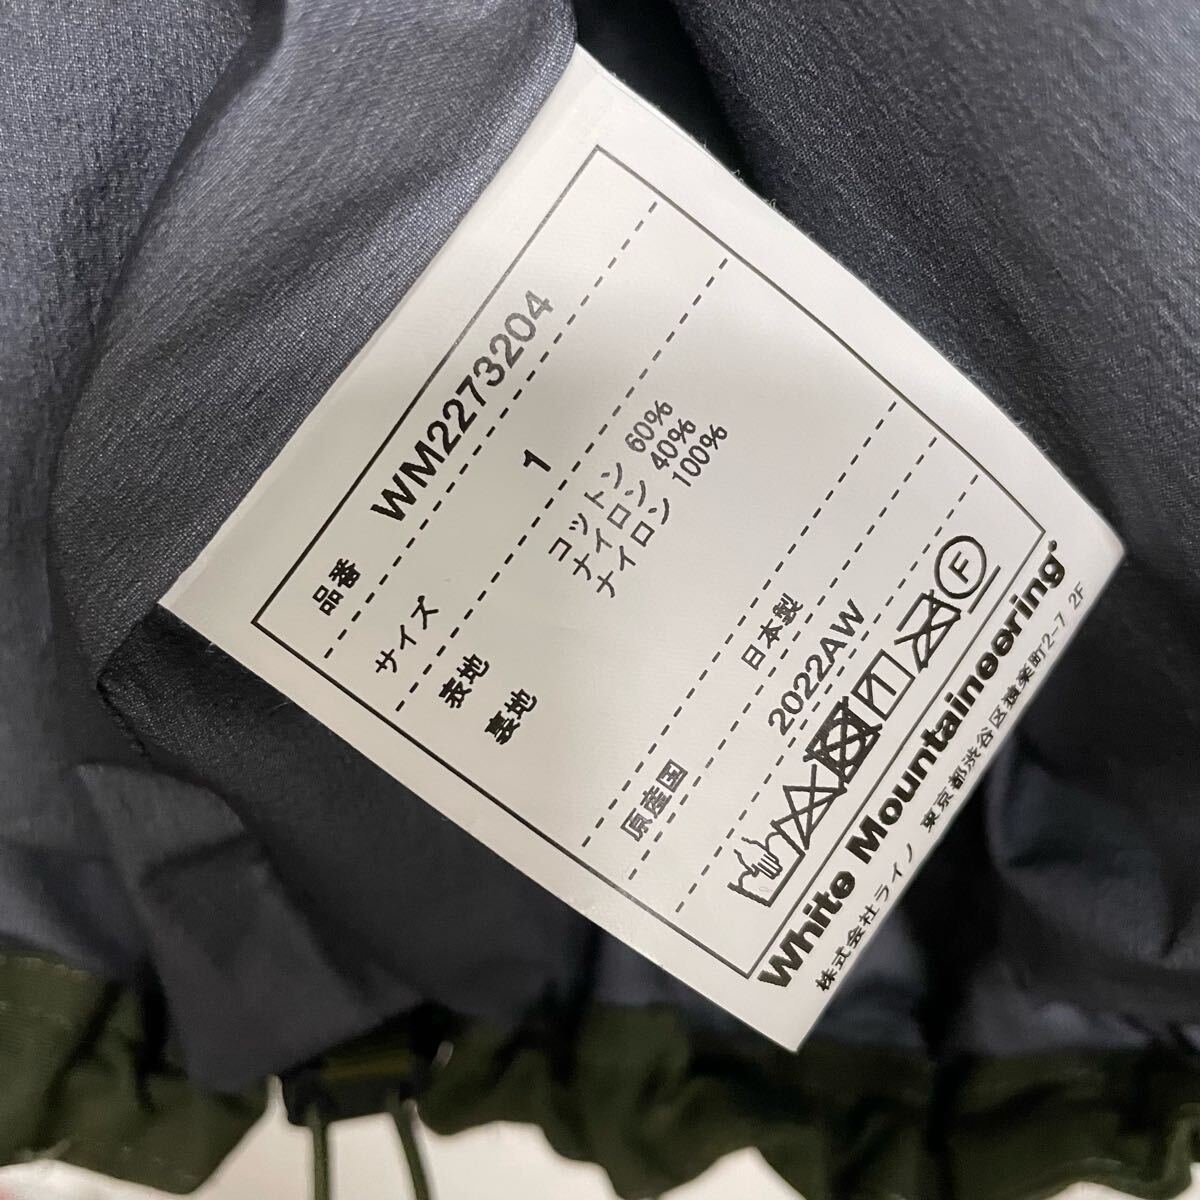 品番 WM2273204
サイズ 1
表地 コットン 60%
ナイロン 40%
裏地 ナイロン 100%
原産国 日本製
2022AW
F
White Mountaineering®
株式会社ライノ 東京都渋谷区猿楽町2-7 2F